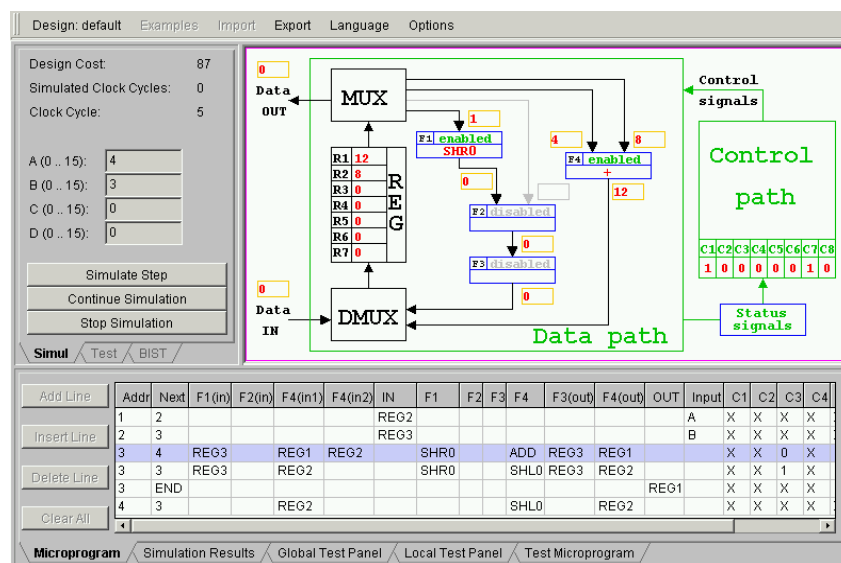 Design: default Examples Import Export Language Options
Design Cost: 87
Simulated Clock Cycles: 0
Clock Cycle: 5
A (0 .. 15): 4
B (0 .. 15): 3
C (0 .. 15): 0
D (0 .. 15): 0
Simulate Step
Continue Simulation
Stop Simulation
Simul Test BIST
0
Data
OUT
MUX
1
F1 enabled
SHR0
4 8
F4 enabled
+
12
R1 12
R2 8
R3 0
R4 0
R5 0
R6 0
R7 0
REG
0
F2 disabled
0
F3 disabled
0
0
Data
IN
DMUX
Data path
Control
signals
Control
path
C1 C2 C3 C4 C5 C6 C7 C8
1 0 0 0 0 0 1 0
Status
signals
Add Line
Insert Line
Delete Line
Clear All
Addr Next F1(in) F2(in) F4(in1) F4(in2) IN F1 F2 F3 F4 F3(out) F4(out) OUT Input C1 C2 C3 C4
1 2 REG2 A X X X X
2 3 REG3 B X X X X
3 4 REG3 REG1 REG2 SHR0 ADD REG3 REG1 X X 0 X
3 3 REG3 REG2 SHR0 SHL0 REG3 REG2 X X 1 X
3 END REG1 X X X X
4 3 REG2 SHL0 REG2 X X X X
Microprogram Simulation Results Global Test Panel Local Test Panel Test Microprogram